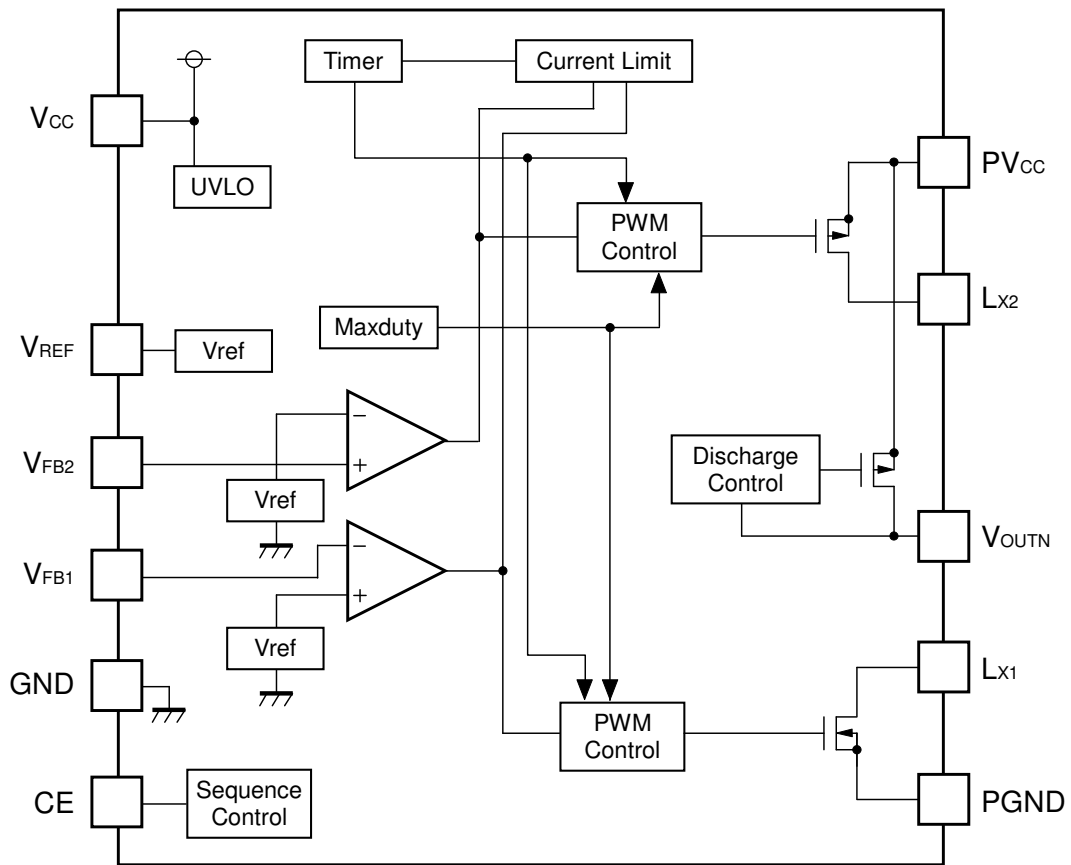 Timer
Current Limit
VCC
UVLO
PVCC
PWM
Control
LX2
Maxduty
VREF
Vref
−
VFB2
+
Vref
Discharge
Control
VOUTN
VFB1
−
+
Vref
GND
LX1
PWM
Control
CE
Sequence
Control
PGND